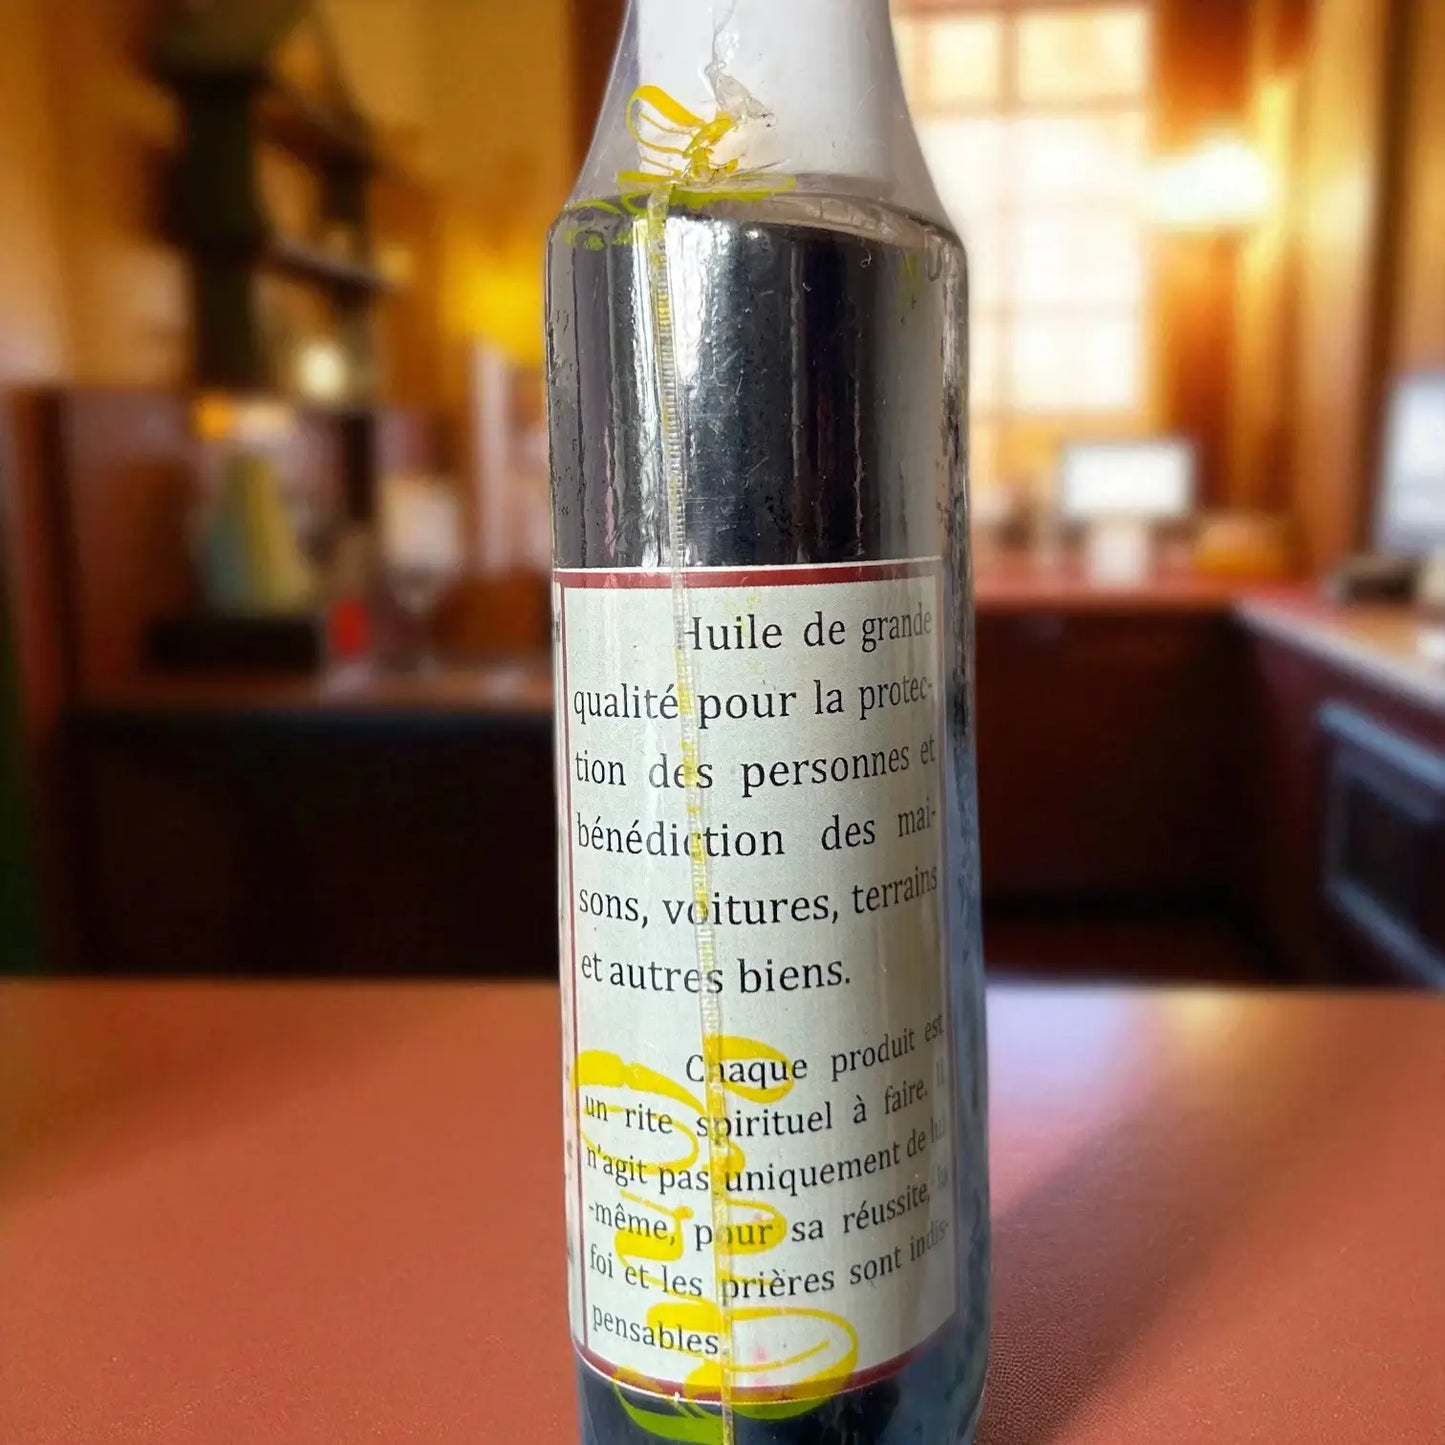 Huile de grande
qualité pour la protec-
tion des personnes et
bénédiction des mai-
sons, voitures, terrains
et autres biens.
Chaque produit est
un rite spirituel à faire. Il
n'agit pas uniquement de lui
-même, pour sa réussite, la
foi et les prières sont indis-
pensables.